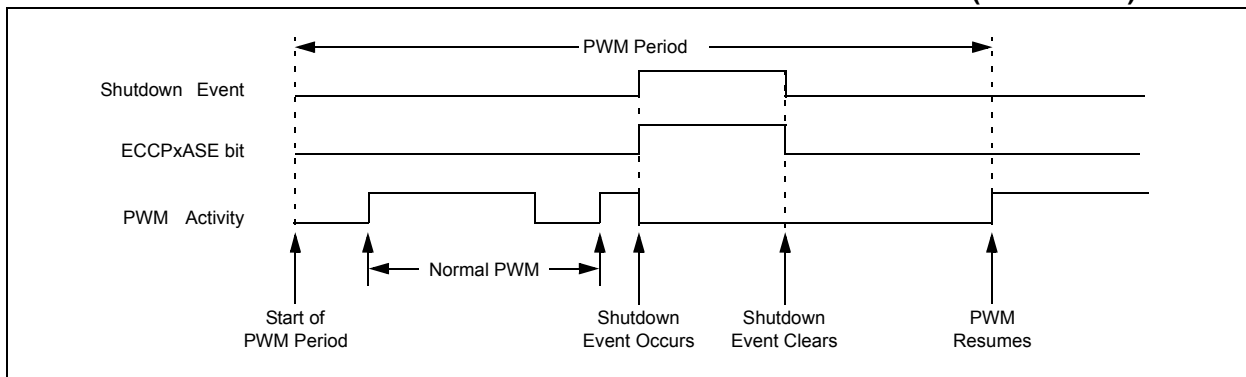 PWM Period
Shutdown Event
ECCPxASE bit
PWM Activity
Normal PWM
Start of
PWM Period
Shutdown
Event Occurs
Shutdown
Event Clears
PWM
Resumes